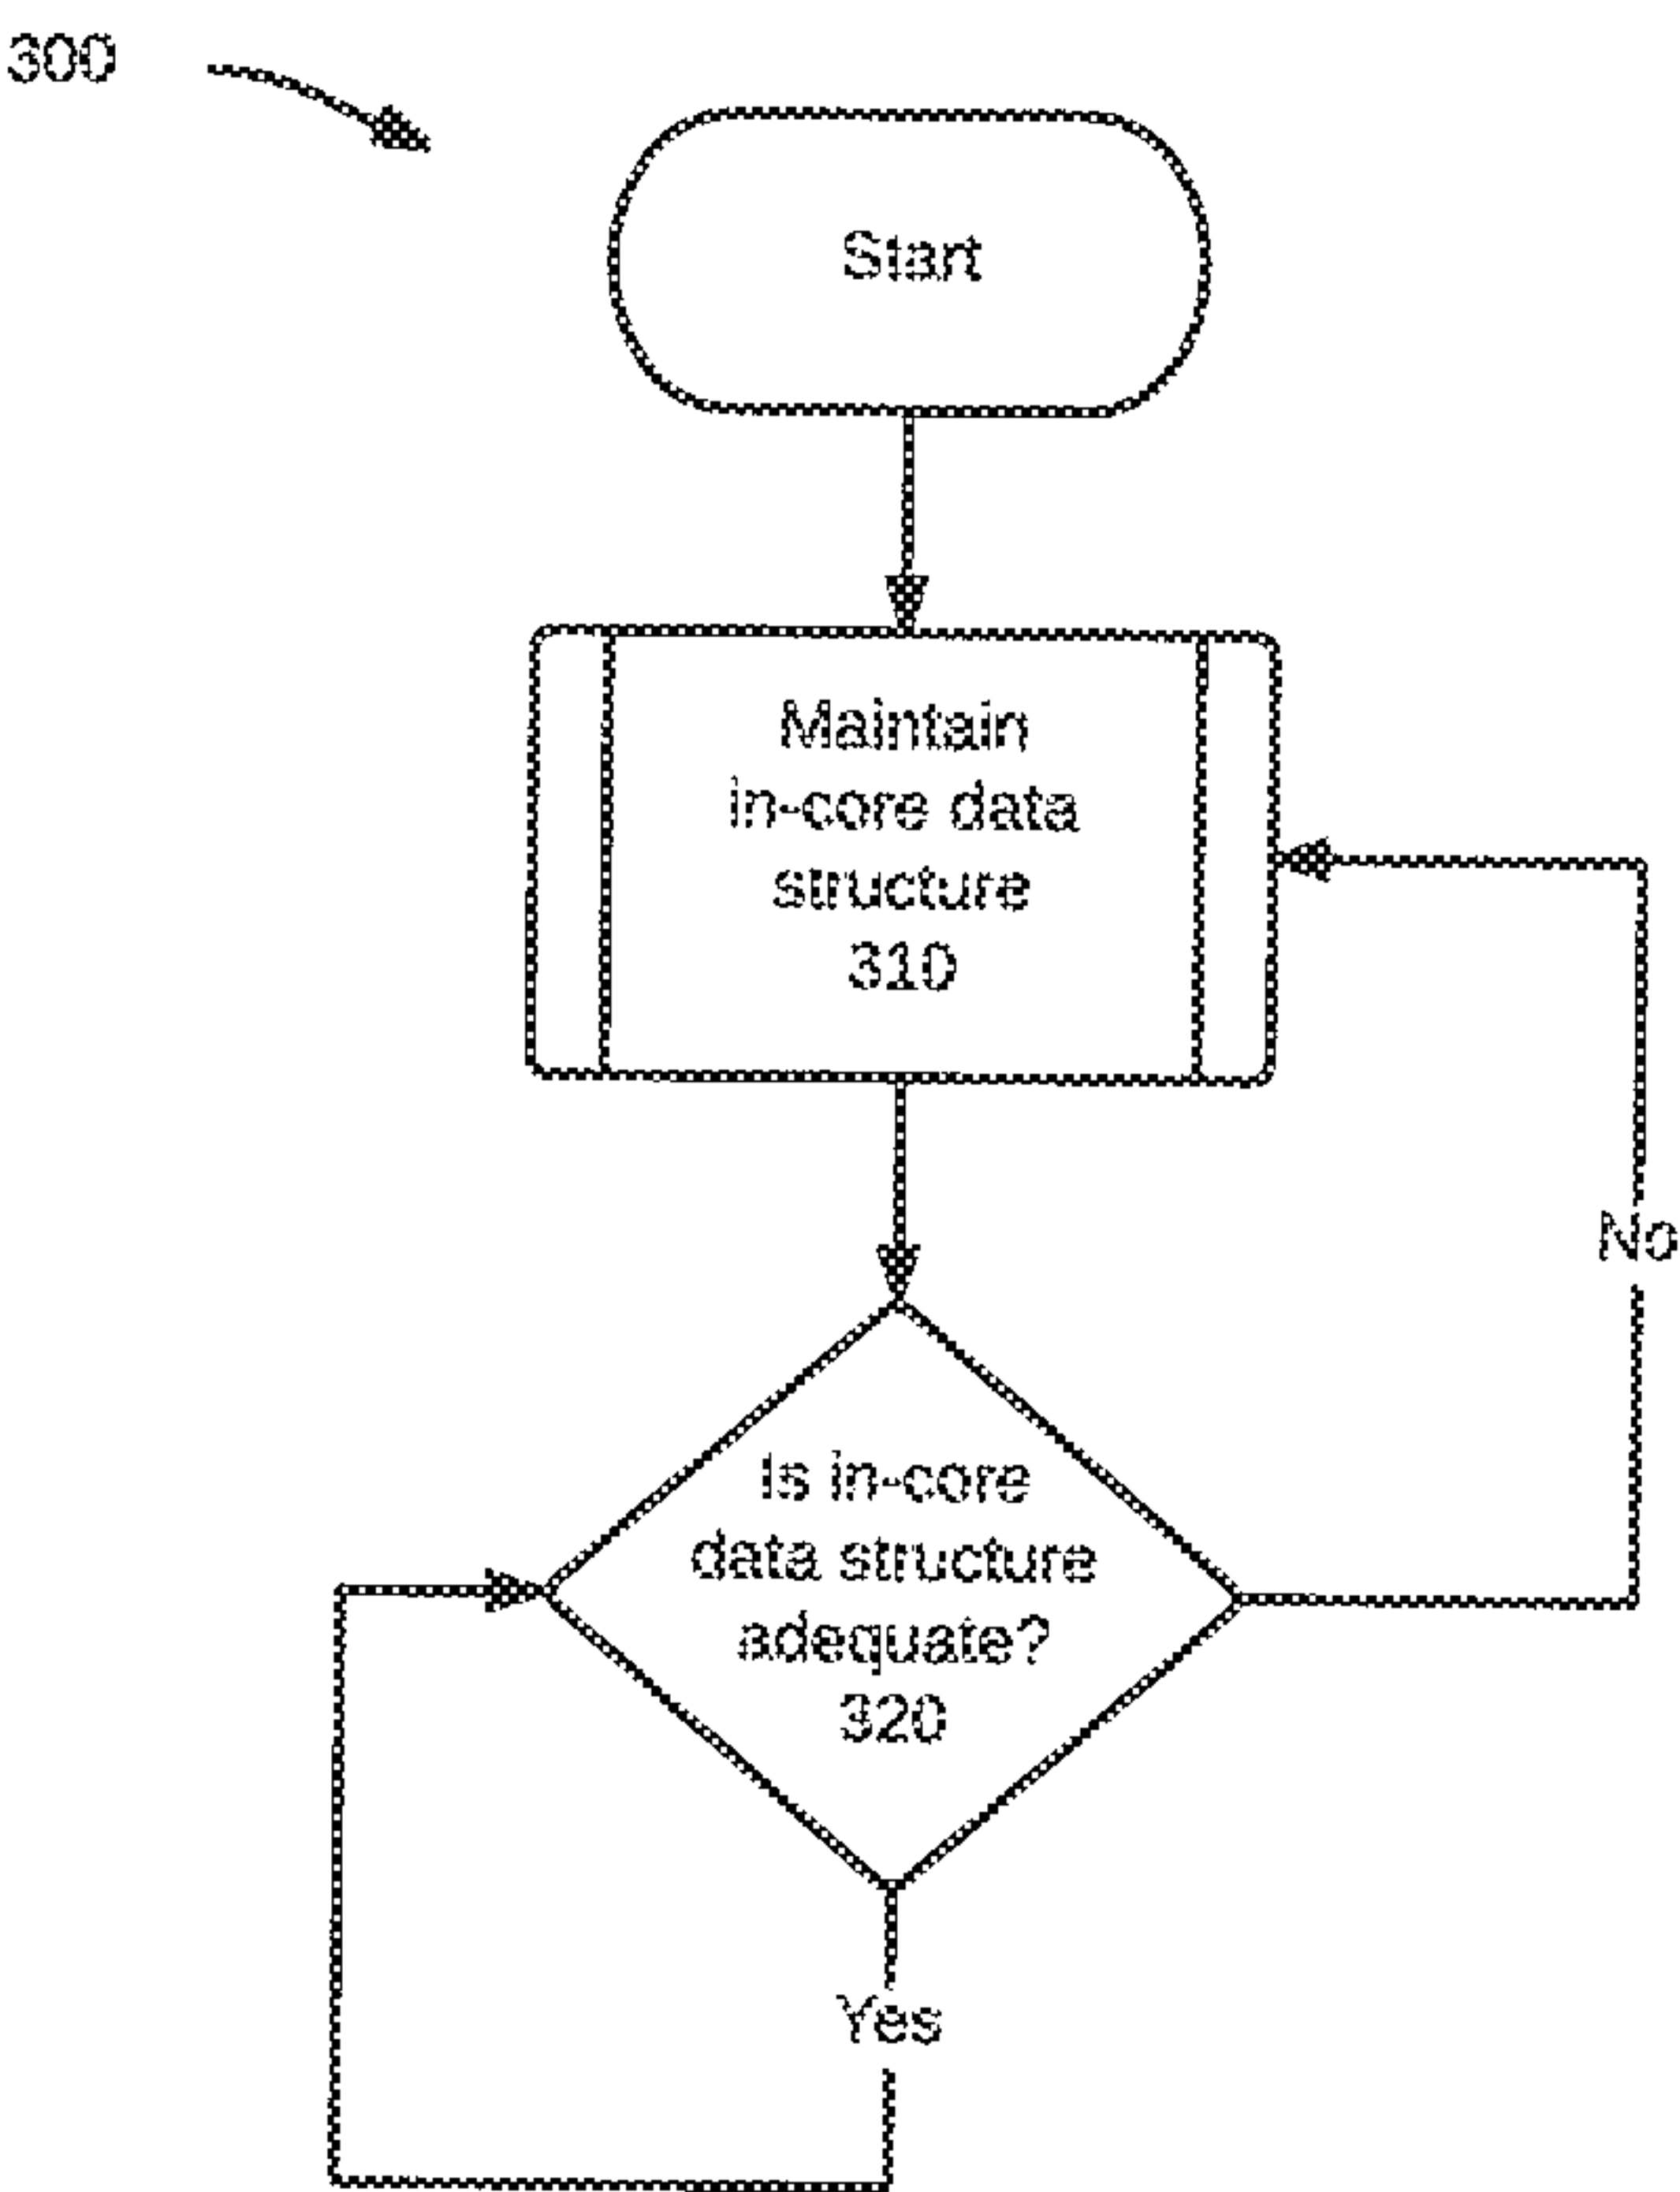 300
Start
Maintain
in-core data
structure
310
No
Is in-core
data structure
adequate?
320
Yes